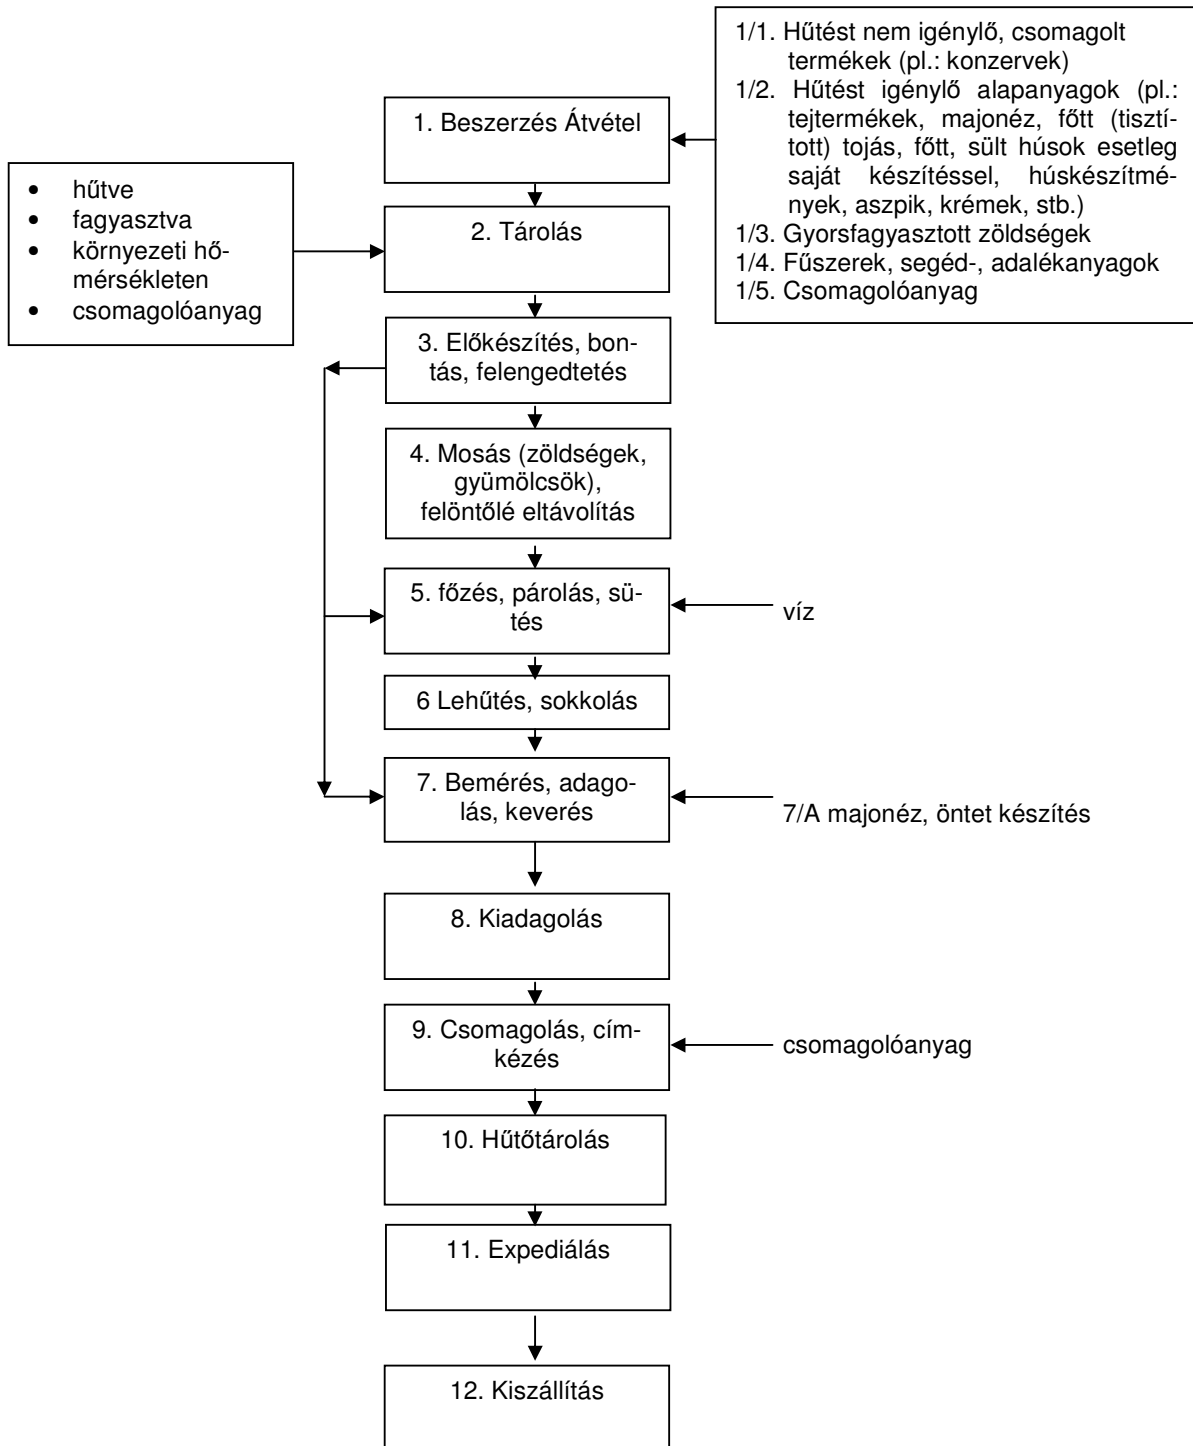 1/1. Hűtést nem igénylő, csomagolt
termékek (pl.: konzervek)
1/2. Hűtést igénylő alapanyagok (pl.:
tejtermékek, majonéz, főtt (tisztí-
tott) tojás, főtt, sült húsok esetleg
saját készítéssel, húskészítmé-
nyek, aszpik, krémek, stb.)
1/3. Gyorsfagyasztott zöldségek
1/4. Fűszerek, segéd-, adalékanyagok
1/5. Csomagolóanyag
1. Beszerzés Átvétel
• hűtve
• fagyasztva
• környezeti hő-
mérsékleten
• csomagolóanyag
2. Tárolás
3. Előkészítés, bon-
tás, felengedtetés
4. Mosás (zöldségek,
gyümölcsök),
felöntőlé eltávolítás
5. főzés, párolás, sü-
tés
víz
6 Lehűtés, sokkolás
7. Bemérés, adago-
lás, keverés
7/A majonéz, öntet készítés
8. Kiadagolás
9. Csomagolás, cím-
kézés
csomagolóanyag
10. Hűtőtárolás
11. Expediálás
12. Kiszállítás